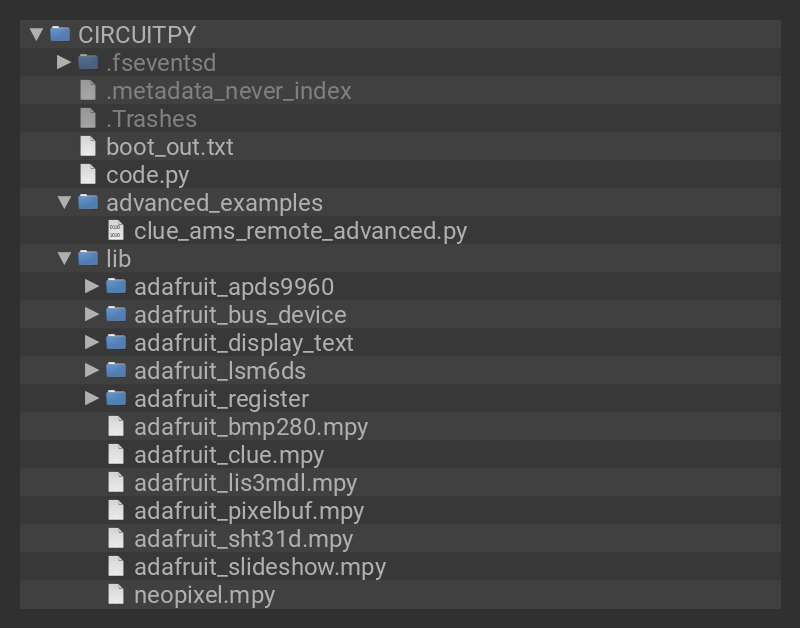 CIRCUITPY
.fseventsd
.metadata_never_index
.Trashes
boot_out.txt
code.py
advanced_examples
clue_ams_remote_advanced.py
lib
adafruit_apds9960
adafruit_bus_device
adafruit_display_text
adafruit_lsm6ds
adafruit_register
adafruit_bmp280.mpy
adafruit_clue.mpy
adafruit_lis3mdl.mpy
adafruit_pixelbuf.mpy
adafruit_sht31d.mpy
adafruit_slideshow.mpy
neopixel.mpy